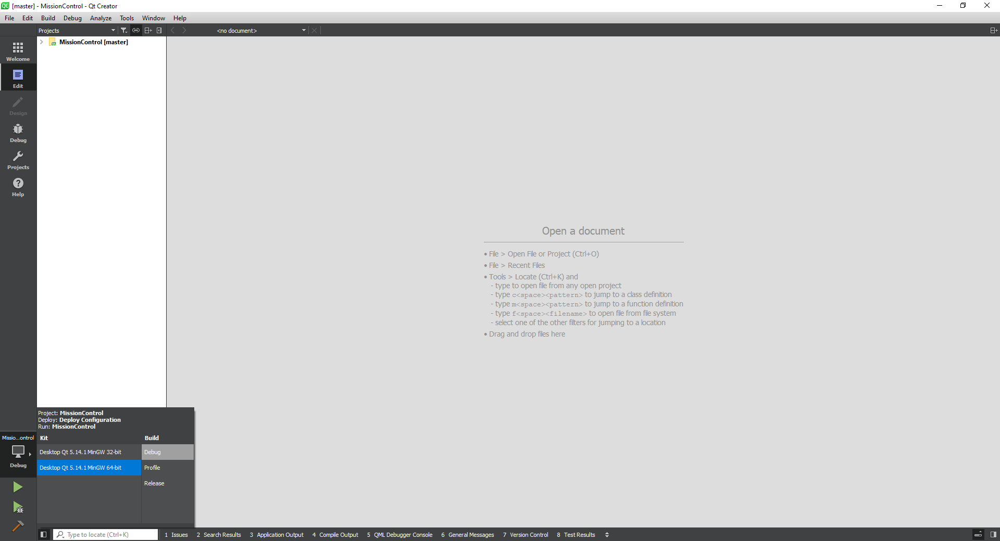 [master] - MissionControl - Qt Creator
File Edit Build Debug Analyze Tools Window Help
Projects
<no document>
MissionControl [master]
Welcome
Edit
Design
Debug
Projects
Help
Open a document
• File > Open File or Project (Ctrl+O)
• File > Recent Files
• Tools > Locate (Ctrl+K) and
- type to open file from any open project
- type c<space><pattern> to jump to a class definition
- type m<space><pattern> to jump to a function definition
- type f<space><filename> to open file from file system
- select one of the other filters for jumping to a location
• Drag and drop files here
Project: MissionControl
Deploy: Deploy Configuration
Run: MissionControl
Missio...ontrol
Debug
Kit Build
Desktop Qt 5.14.1 MinGW 32-bit Debug
Desktop Qt 5.14.1 MinGW 64-bit Profile
Release
Type to locate (Ctrl+K) 1 Issues 2 Search Results 3 Application Output 4 Compile Output 5 QML Debugger Console 6 General Messages 7 Version Control 8 Test Results